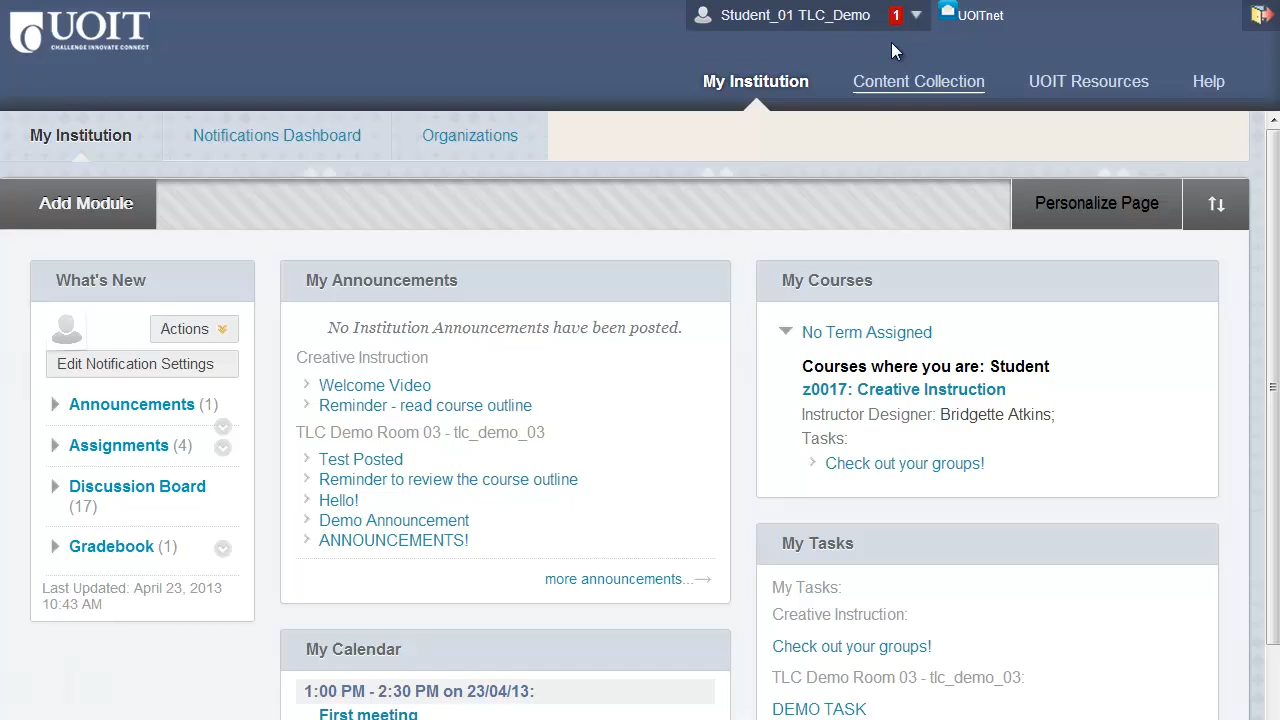 UOIT
CHALLENGE INNOVATE CONNECT
Student_01 TLC_Demo 1
UOITnet
My Institution
Content Collection
UOIT Resources
Help
My Institution
Notifications Dashboard
Organizations
Add Module
Personalize Page
What's New
Actions
Edit Notification Settings
Announcements (1)
Assignments (4)
Discussion Board
(17)
Gradebook (1)
Last Updated: April 23, 2013
10:43 AM
My Announcements
No Institution Announcements have been posted.
Creative Instruction
Welcome Video
Reminder - read course outline
TLC Demo Room 03 - tlc_demo_03
Test Posted
Reminder to review the course outline
Hello!
Demo Announcement
ANNOUNCEMENTS!
more announcements...
My Calendar
1:00 PM - 2:30 PM on 23/04/13:
First meeting
My Courses
No Term Assigned
Courses where you are: Student
z0017: Creative Instruction
Instructor Designer: Bridgette Atkins;
Tasks:
Check out your groups!
My Tasks
My Tasks:
Creative Instruction:
Check out your groups!
TLC Demo Room 03 - tlc_demo_03:
DEMO TASK